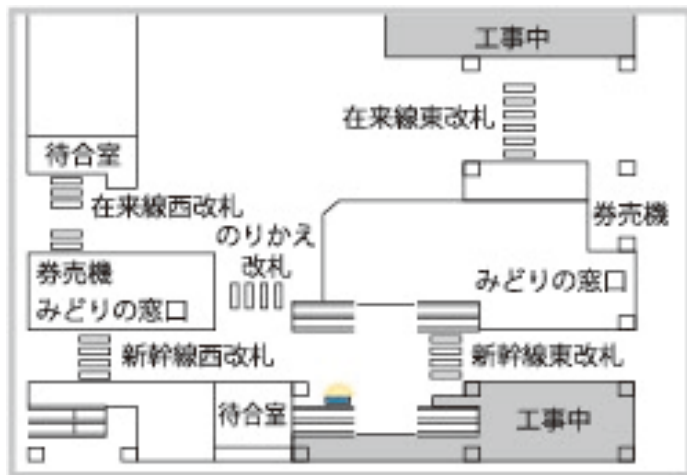 工事中
在来線東改札
待合室
在来線西改札
券売機
のりかえ
改札
券売機
みどりの窓口
みどりの窓口
新幹線西改札
新幹線東改札
待合室
工事中